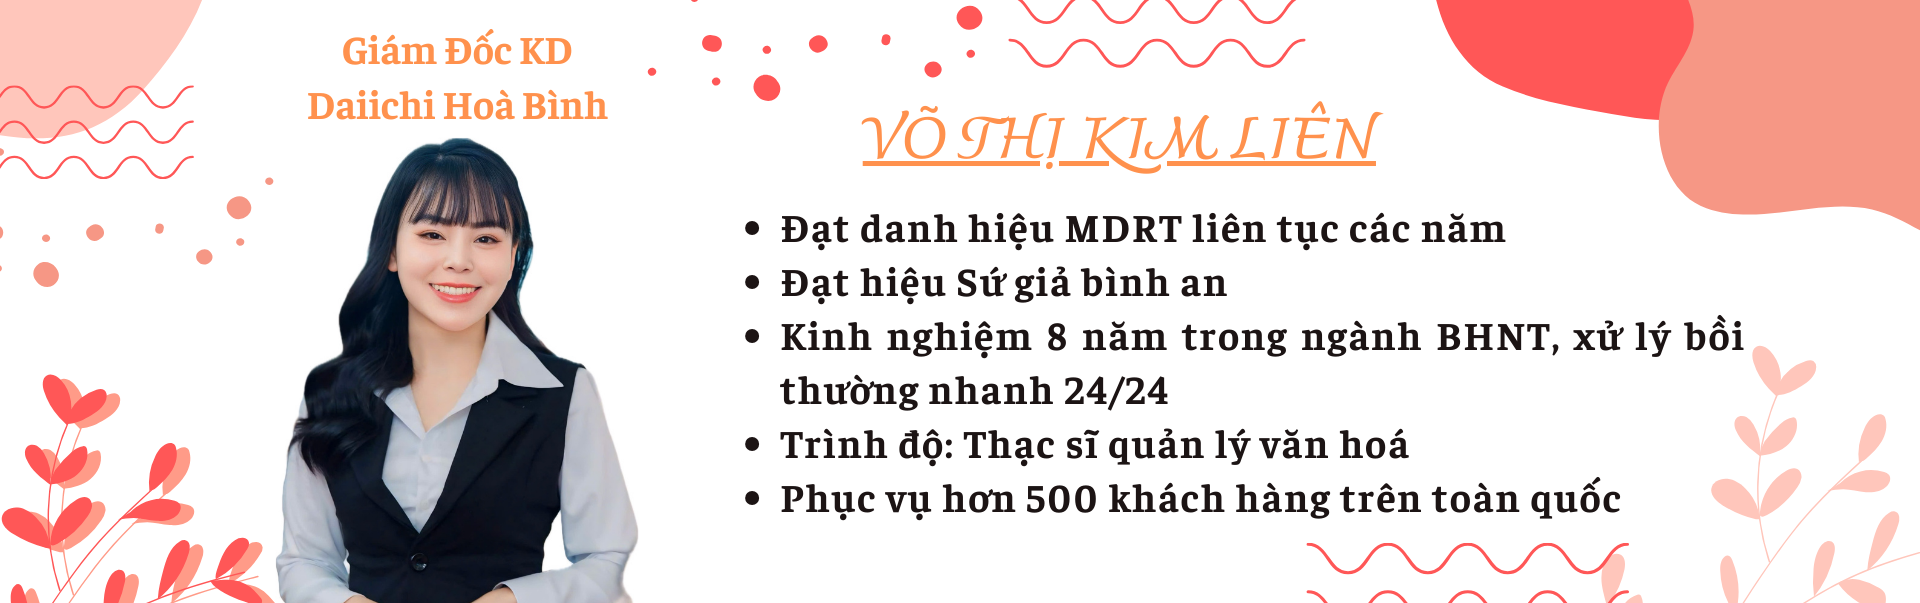 Giám Đốc KD
Daiichi Hoà Bình
VÕ THỊ KIM LIÊN
• Đạt danh hiệu MDRT liên tục các năm
• Đạt hiệu Sứ giả bình an
• Kinh nghiệm 8 năm trong ngành BHNT, xử lý bồi
thường nhanh 24/24
• Trình độ: Thạc sĩ quản lý văn hoá
• Phục vụ hơn 500 khách hàng trên toàn quốc